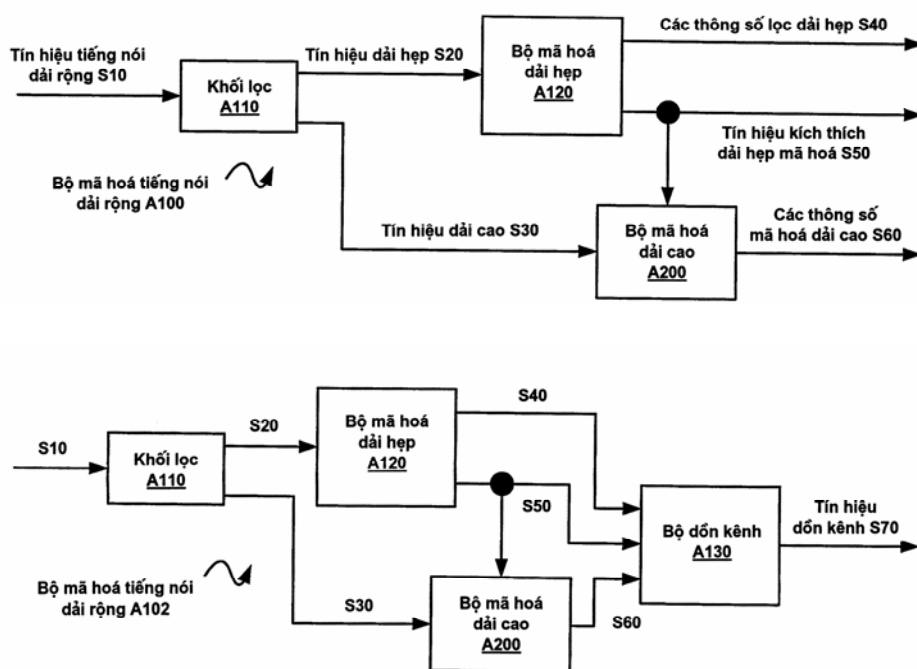 Các thông số lọc dải hẹp S40
Tín hiệu tiếng nói
dải rộng S10
Tín hiệu dải hẹp S20
Bộ mã hoá
dải hẹp
A120
Khối lọc
A110
Tín hiệu kích thích
dải hẹp mã hoá S50
Bộ mã hoá tiếng nói
dải rộng A100
Tín hiệu dải cao S30
Bộ mã hoá
dải cao
A200
Các thông số
mã hoá dải cao S60
S10
Khối lọc
A110
S20
Bộ mã hoá
dải hẹp
A120
S40
S50
Bộ dồn kênh
A130
Tín hiệu
dồn kênh S70
Bộ mã hoá tiếng nói
dải rộng A102
S30
Bộ mã hoá
dải cao
A200
S60